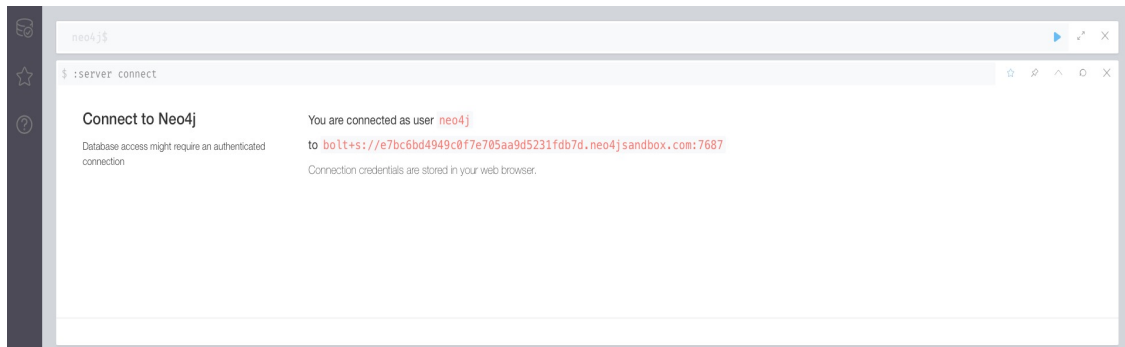 neo4j$
$ :server connect
Connect to Neo4j
Database access might require an authenticated
connection
You are connected as user neo4j
to bolt+s://e7bc6bd4949c0f7e705aa9d5231fdb7d.neo4jsandbox.com:7687
Connection credentials are stored in your web browser.